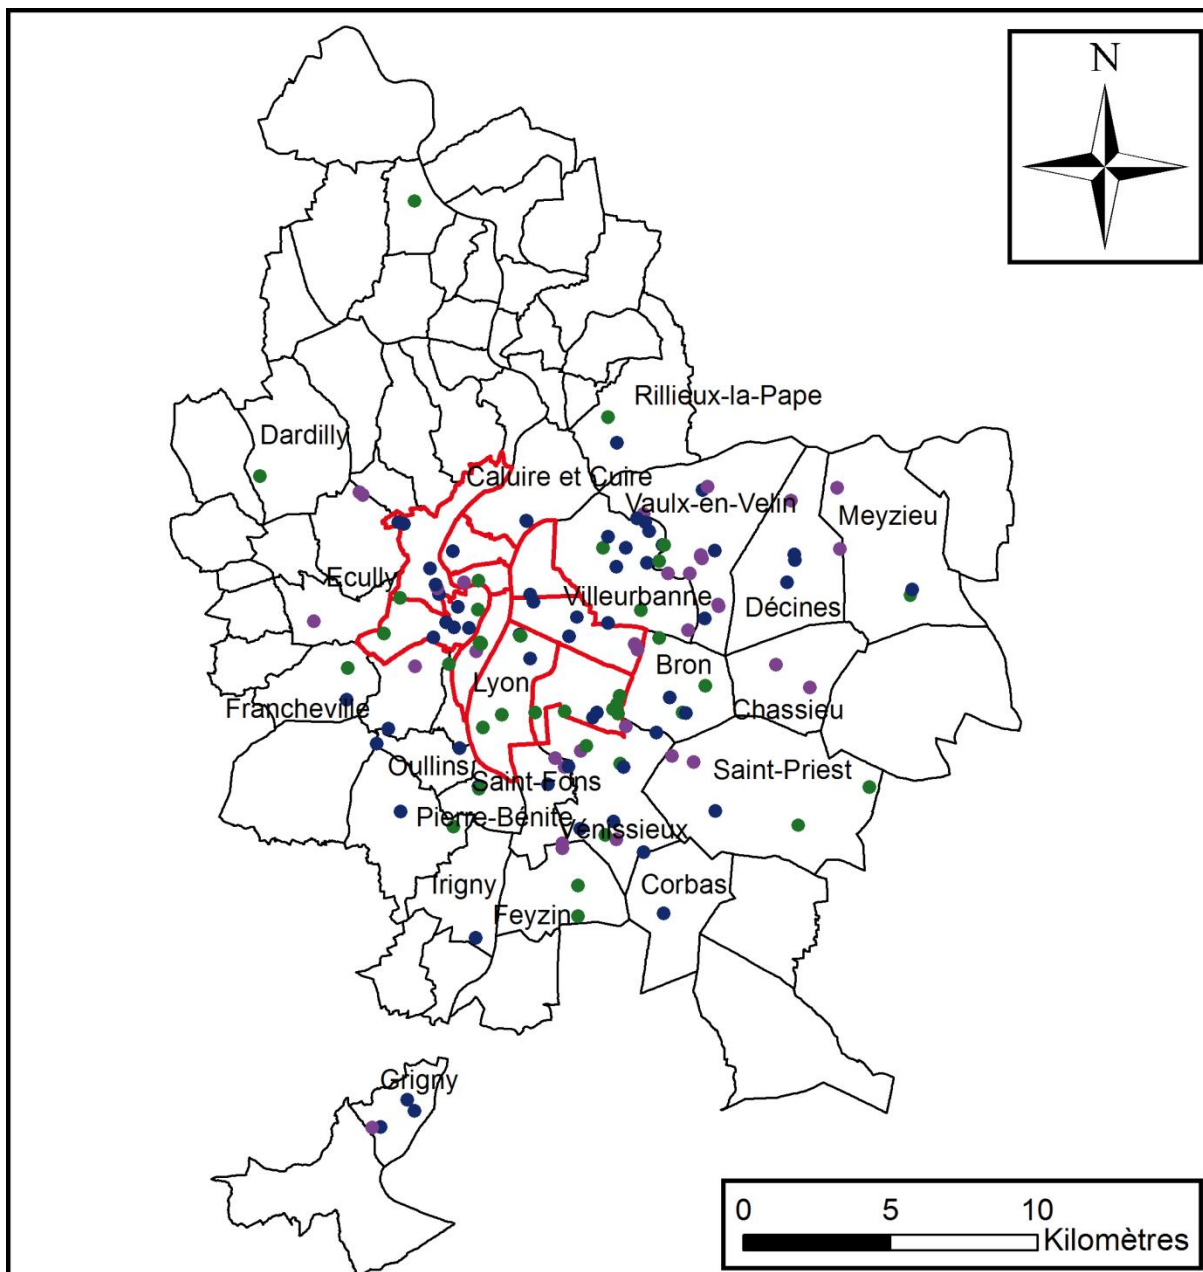 N
Rillieux-la-Pape
Dardilly
Caluire et Cuire
Vaulx-en-Velin
Meyzieu
Ecully
Villeurbanne
Décines
Bron
Lyon
Francheville
Chassieu
Oullins
Saint-Fons
Saint-Priest
Pierre-Bénite
Vénissieux
Irigny
Corbas
Feyzin
Grigny
0 5 10
Kilomètres